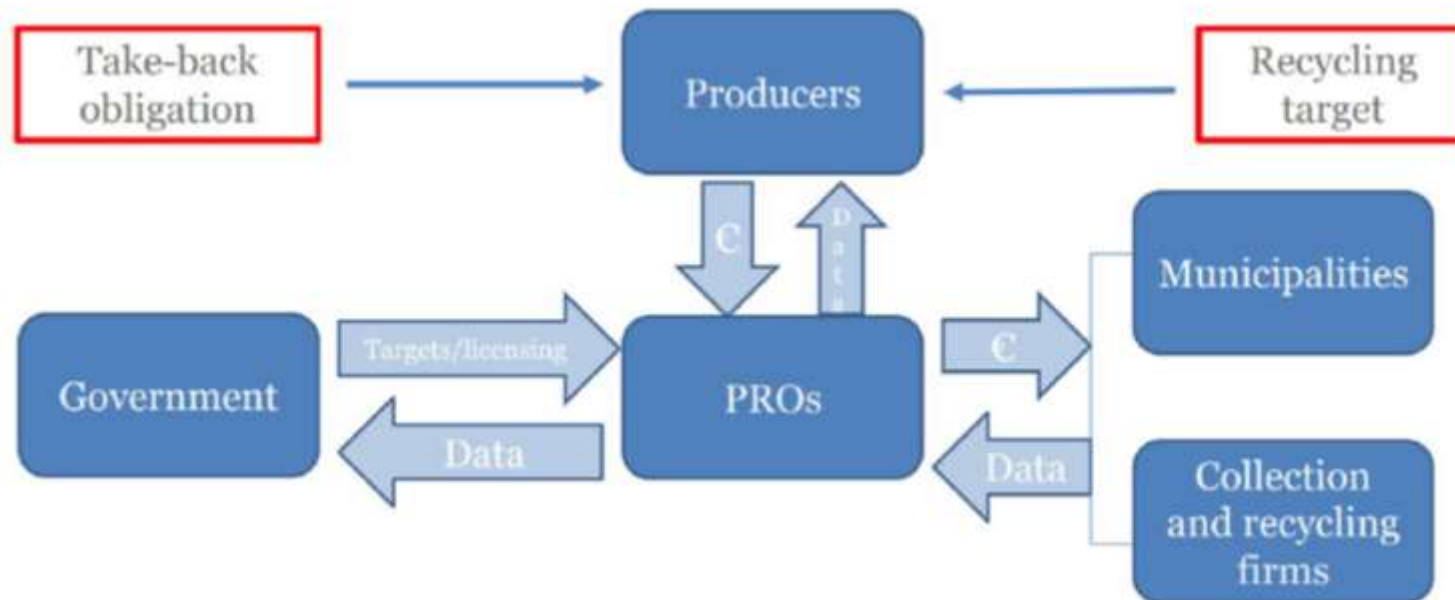 Take-back
obligation
Producers
Recycling
target
€
Data
Municipalities
Government
Targets/licensing
PROs
€
Data
Data
Collection
and recycling
firms